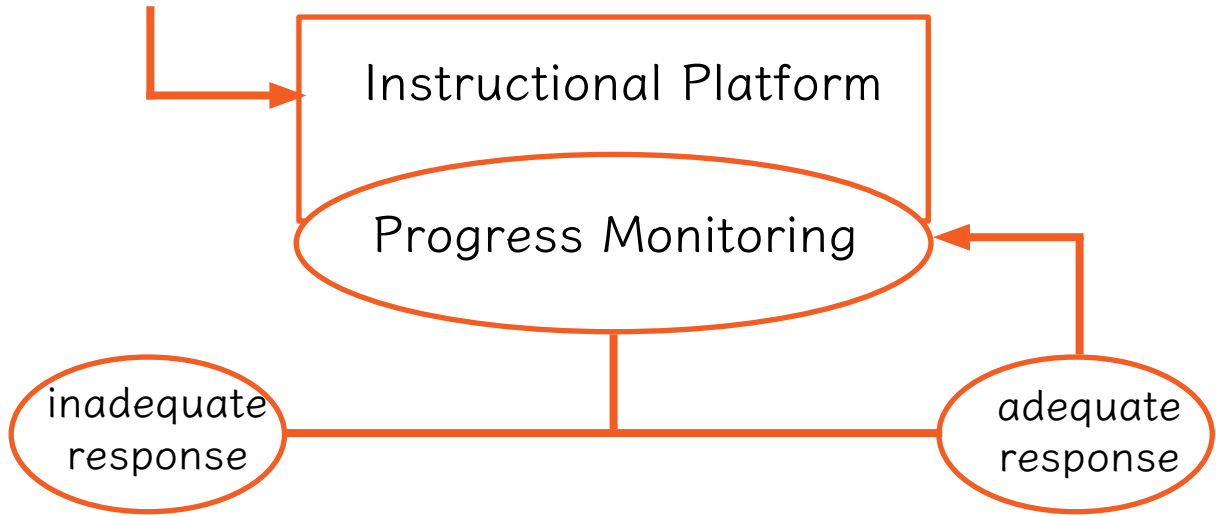 Instructional Platform
Progress Monitoring
inadequate
response
adequate
response